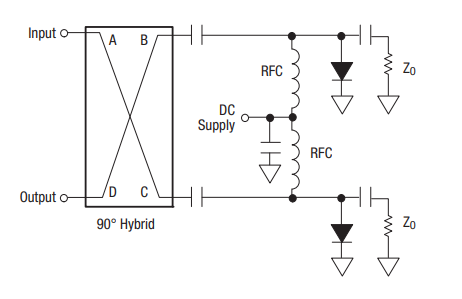 Input
A
B
RFC
Z0
DC
Supply
RFC
Output
D
C
Z0
90° Hybrid